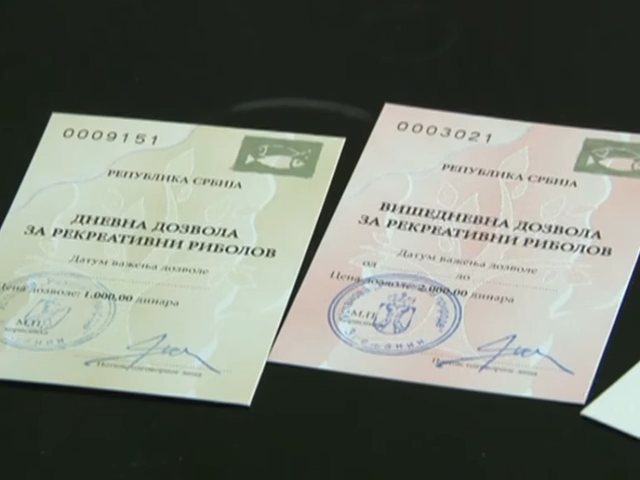 0009151
РЕПУБЛИКА СРБИЈА
ДНЕВНА ДОЗВОЛА
ЗА РЕКРЕАТИВНИ РИБОЛОВ
Датум важења дозволе
Цена дозволе: 1.000,00 динара
М.П.
0003021
РЕПУБЛИКА СРБИЈА
ВИШЕДНЕВНА ДОЗВОЛА
ЗА РЕКРЕАТИВНИ РИБОЛОВ
Датум важења дозволе
од до
Цена дозволе: 2.000,00 динара
М.П.